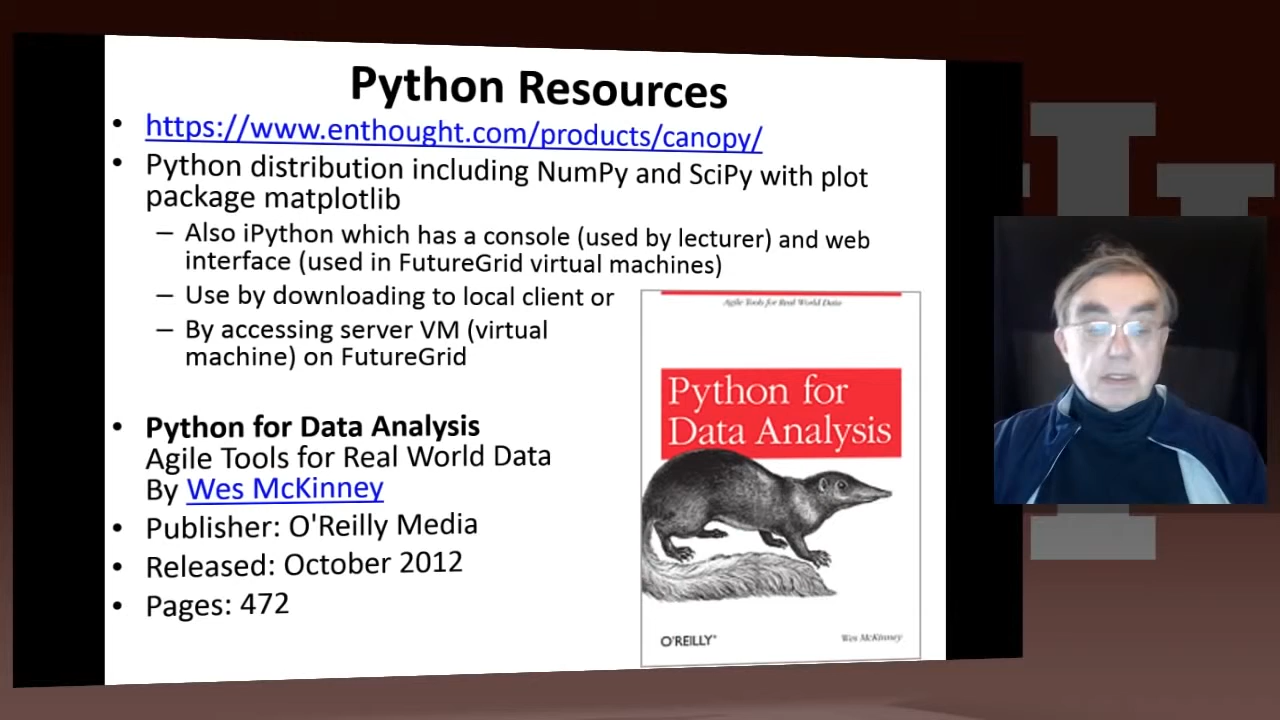 Python Resources
• https://www.enthought.com/products/canopy/
• Python distribution including NumPy and SciPy with plot
package matplotlib
– Also iPython which has a console (used by lecturer) and web
interface (used in FutureGrid virtual machines)
– Use by downloading to local client or
– By accessing server VM (virtual
machine) on FutureGrid
• Python for Data Analysis
Agile Tools for Real World Data
By Wes McKinney
• Publisher: O'Reilly Media
• Released: October 2012
• Pages: 472
Agile Tools for Real World Data
Python for
Data Analysis
O'REILLY®
Wes McKinney